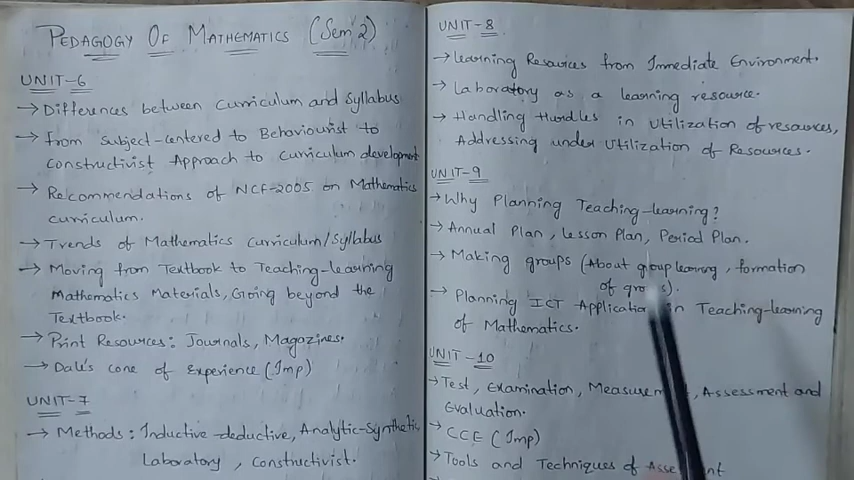 PEDAGOGY OF MATHEMATICS (Sem 2)
UNIT-6
→ Differences between Curriculum and Syllabus
→ From Subject-centered to Behaviourist to
Constructivist Approach to Curriculum development
→ Recommendations of NCF-2005 on Mathematics
curriculum.
→ Trends of Mathematics Curriculum/Syllabus
→ Moving from Textbook to Teaching-learning
Mathematics Materials, Going beyond the
Textbook.
→ Print Resources: Journals, Magazines.
→ Dale's cone of Experience (Imp)
UNIT-7
→ Methods: Inductive-deductive, Analytic-Synthetic
Laboratory, Constructivist.
UNIT-8
→ Learning Resources from Immediate Environment.
→ Laboratory as a learning resource.
→ Handling Hurdles in Utilization of resources,
Addressing under Utilization of Resources.
UNIT-9
→ Why Planning Teaching-learning?
→ Annual Plan, Lesson Plan, Period Plan.
→ Making groups (About group learning, formation
of
→ Planning ICT in Teaching-learning
of Mathematics.
UNIT-10
→ Test, Examination, Assessment and
Evaluation.
→ CCE (Imp)
→ Tools and Techniques of